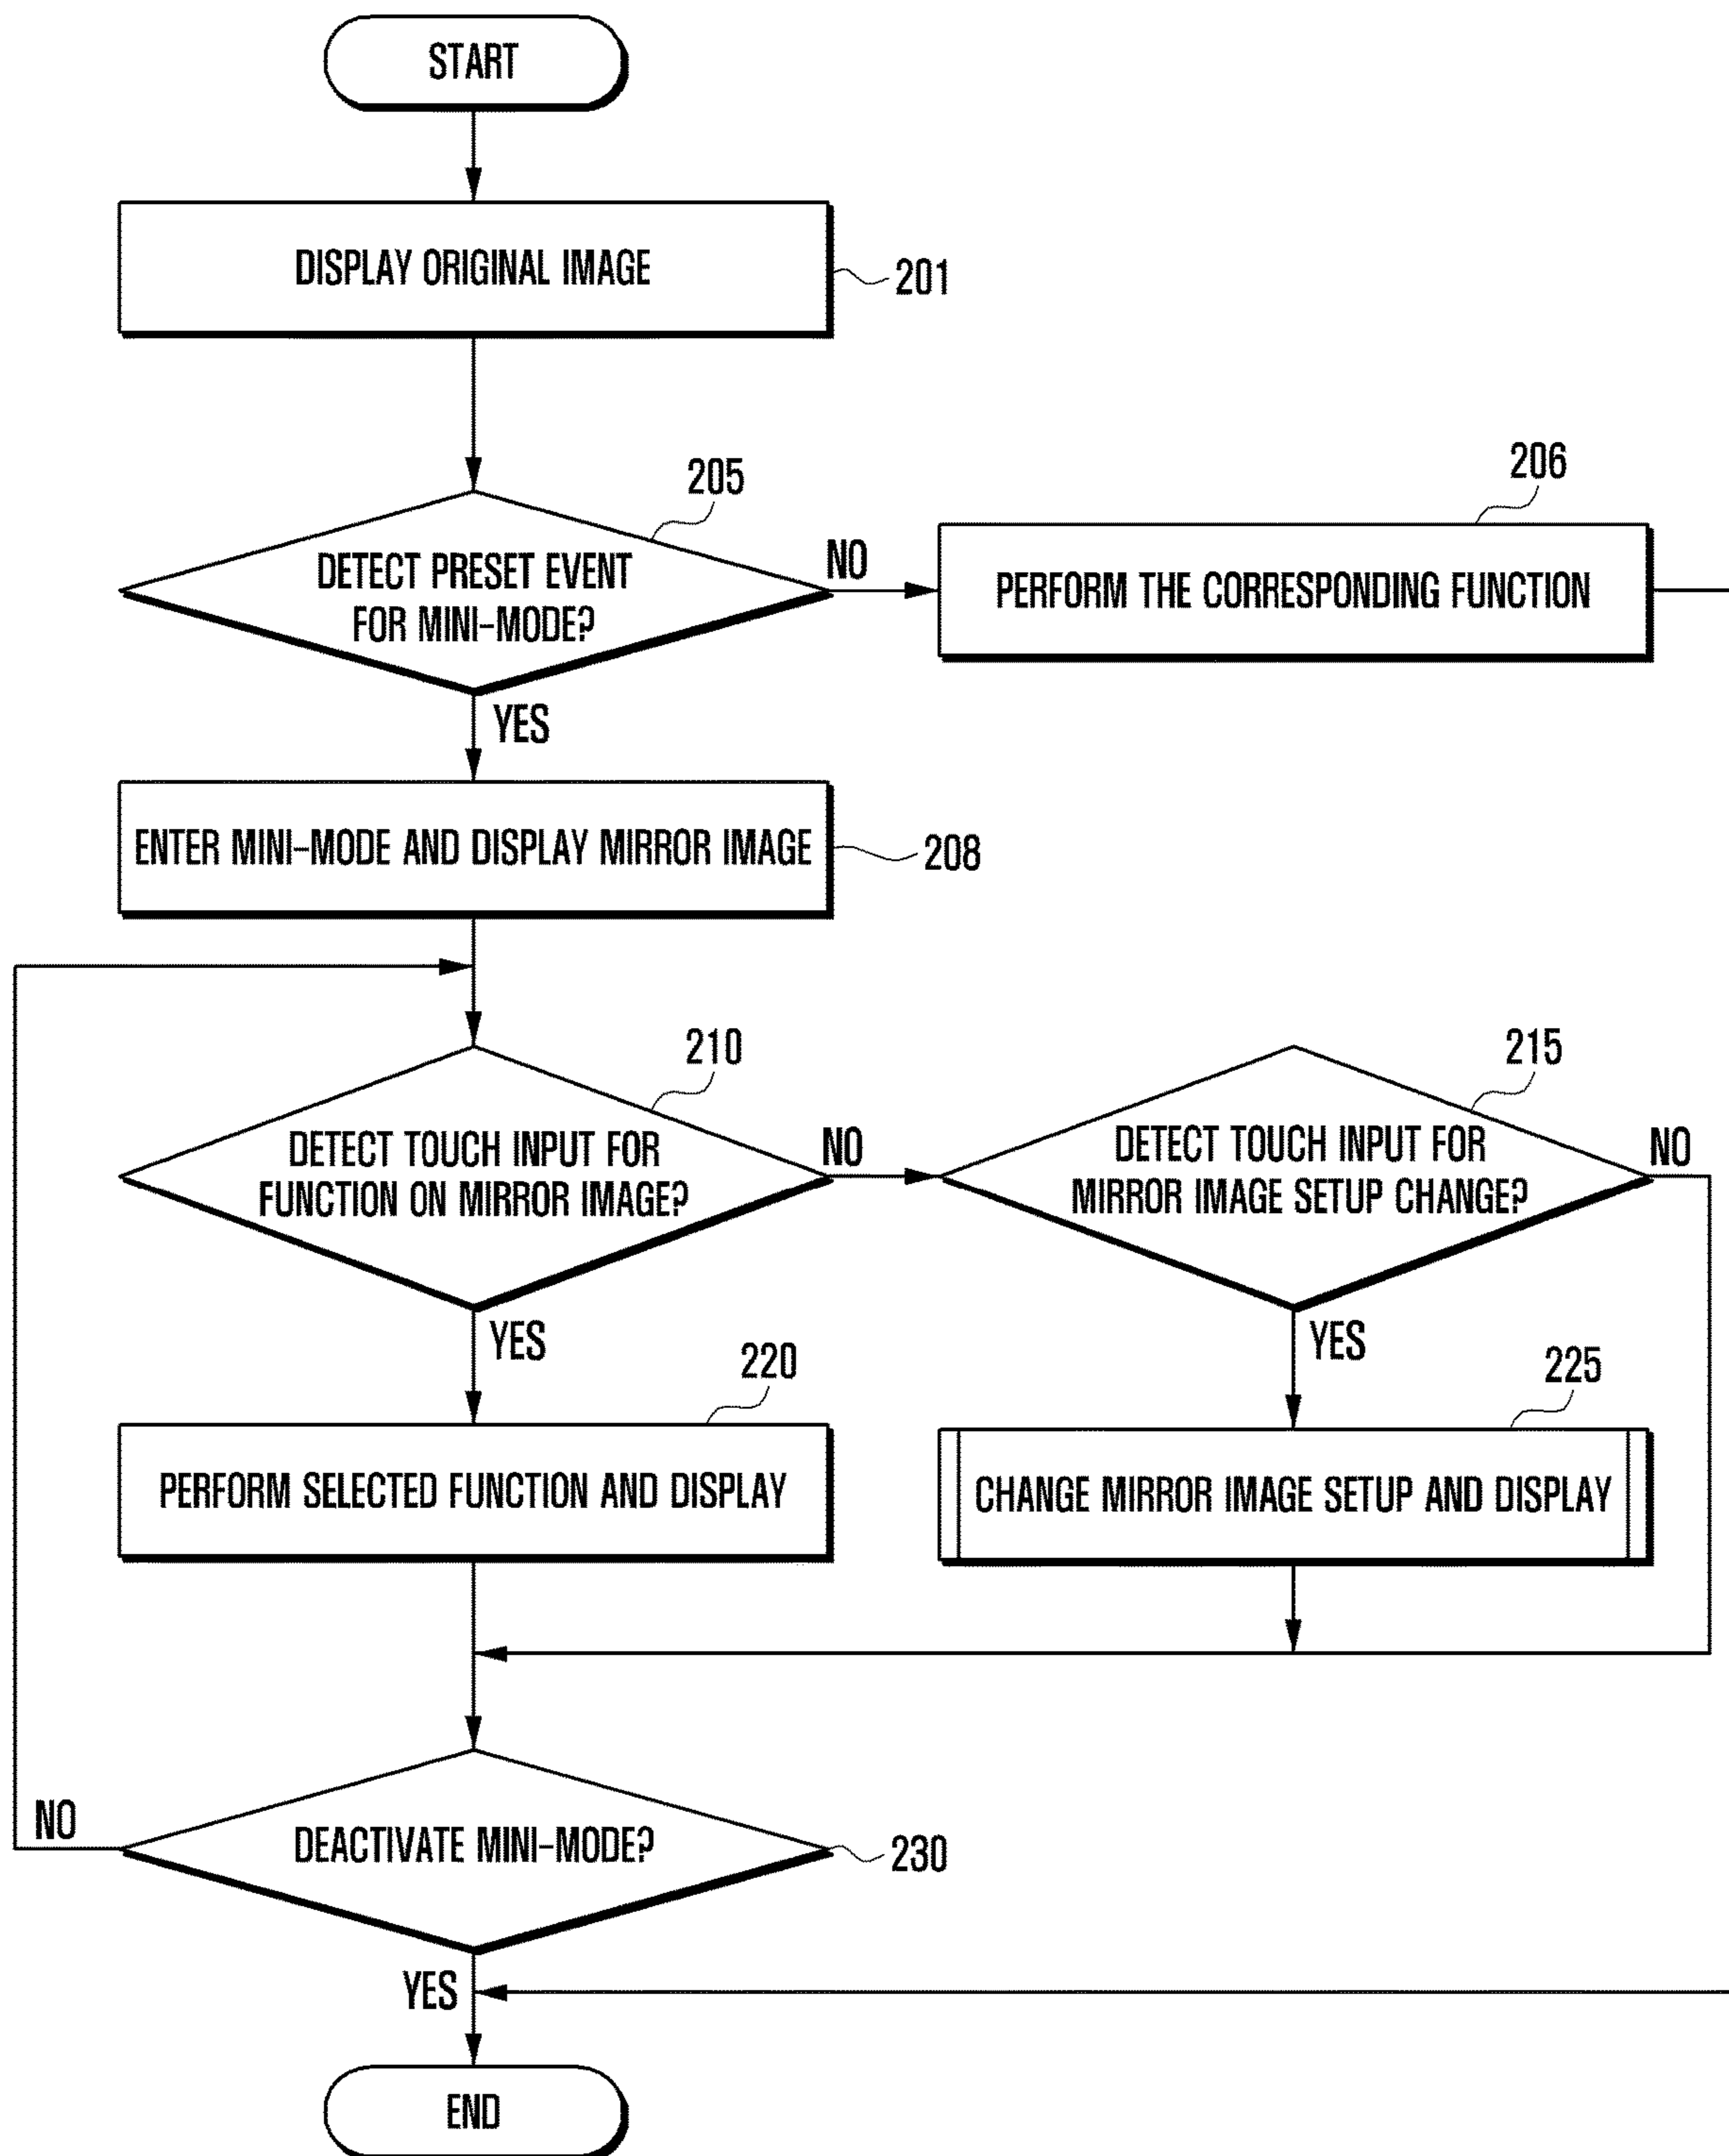 START
DISPLAY ORIGINAL IMAGE
201
205
206
DETECT PRESET EVENT
FOR MINI-MODE?
NO
PERFORM THE CORRESPONDING FUNCTION
YES
ENTER MINI-MODE AND DISPLAY MIRROR IMAGE
208
210
215
DETECT TOUCH INPUT FOR
FUNCTION ON MIRROR IMAGE?
NO
DETECT TOUCH INPUT FOR
MIRROR IMAGE SETUP CHANGE?
NO
YES
YES
220
225
PERFORM SELECTED FUNCTION AND DISPLAY
CHANGE MIRROR IMAGE SETUP AND DISPLAY
NO
DEACTIVATE MINI-MODE?
230
YES
END